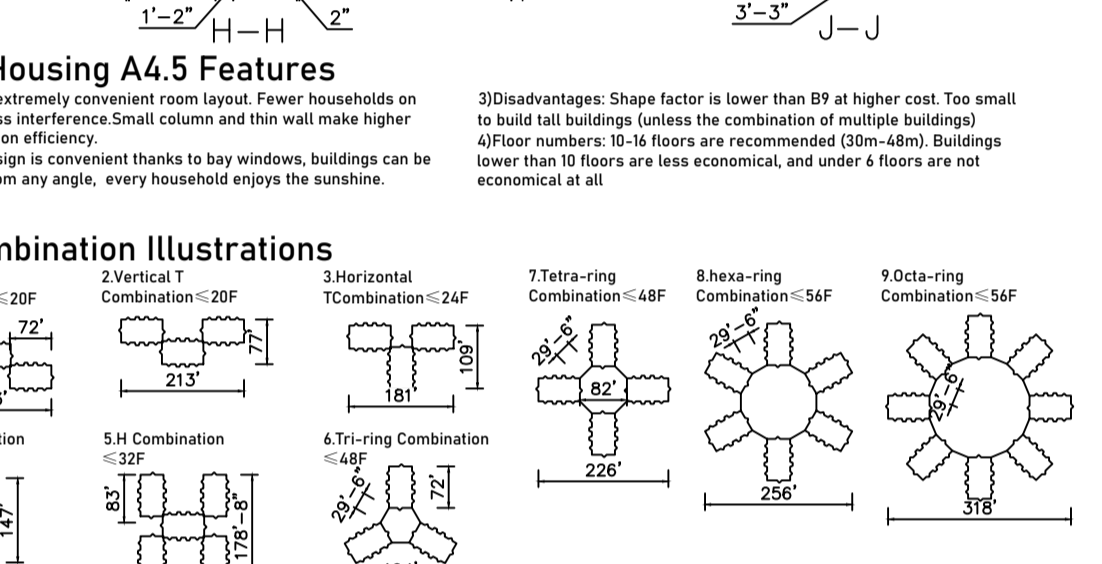 1'-2" H-H 2"
3'-3" J-J
Housing A4.5 Features
extremely convenient room layout. Fewer households on
ss interference.Small column and thin wall make higher
on efficiency.
sign is convenient thanks to bay windows, buildings can be
om any angle, every household enjoys the sunshine.
3)Disadvantages: Shape factor is lower than B9 at higher cost. Too small
to build tall buildings (unless the combination of multiple buildings)
4)Floor numbers: 10-16 floors are recommended (30m-48m). Buildings
lower than 10 floors are less economical, and under 6 floors are not
economical at all
mbination Illustrations
≤20F
72'
2.Vertical T
Combination≤20F
77'
213'
3.Horizontal
TCombination≤24F
109'
181'
7.Tetra-ring
Combination≤48F
29'-6"
82'
226'
8.hexa-ring
Combination≤56F
29'-6"
256'
9.Octa-ring
Combination≤56F
29'-6"
318'
tion
147'
5.H Combination
≤32F
83'
178'-8"
6.Tri-ring Combination
≤48F
29'-6"
72'